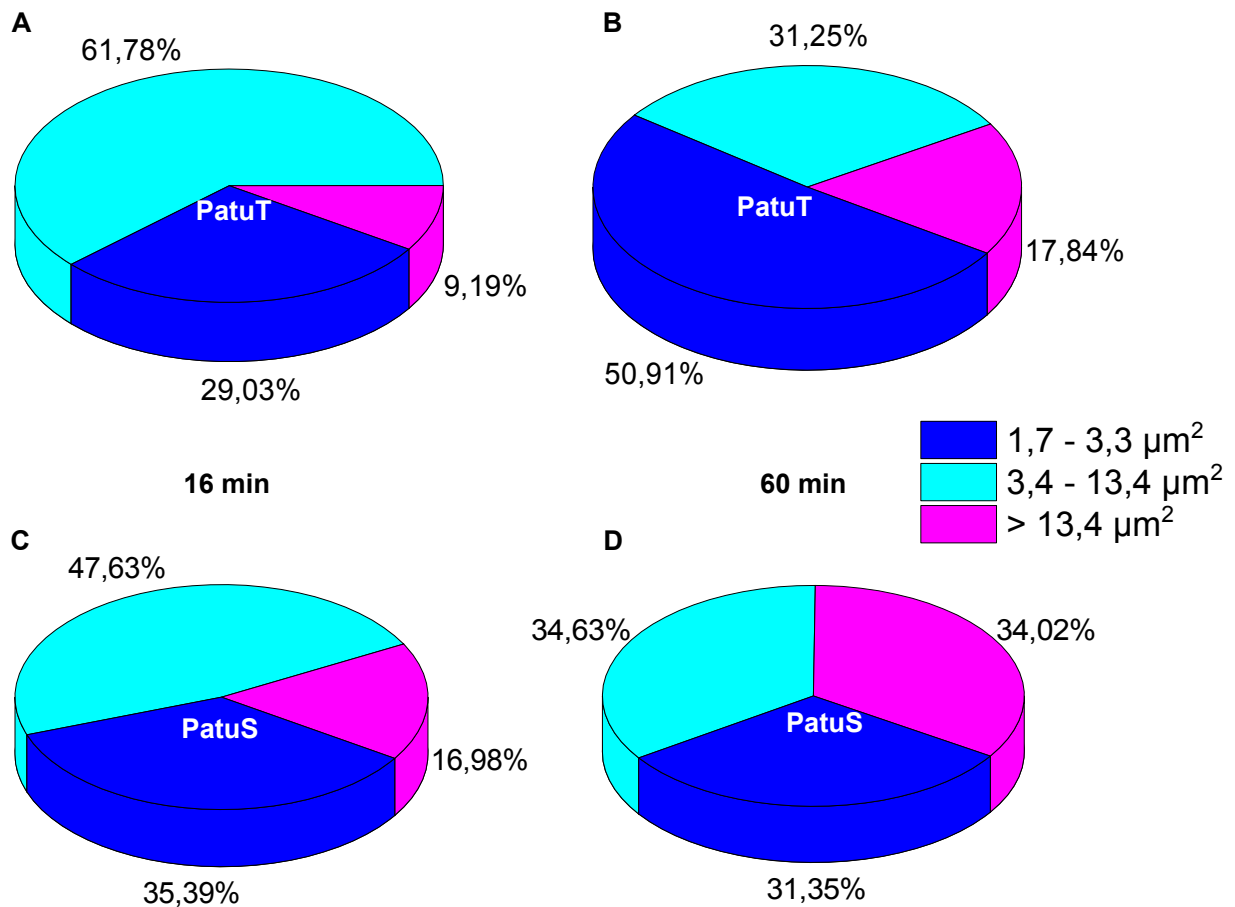 A
61,78%
PatuT
9,19%
29,03%
B
31,25%
PatuT
17,84%
50,91%
1,7 - 3,3 µm²
3,4 - 13,4 µm²
> 13,4 µm²
16 min
60 min
C
47,63%
PatuS
16,98%
35,39%
D
34,63%
34,02%
PatuS
31,35%